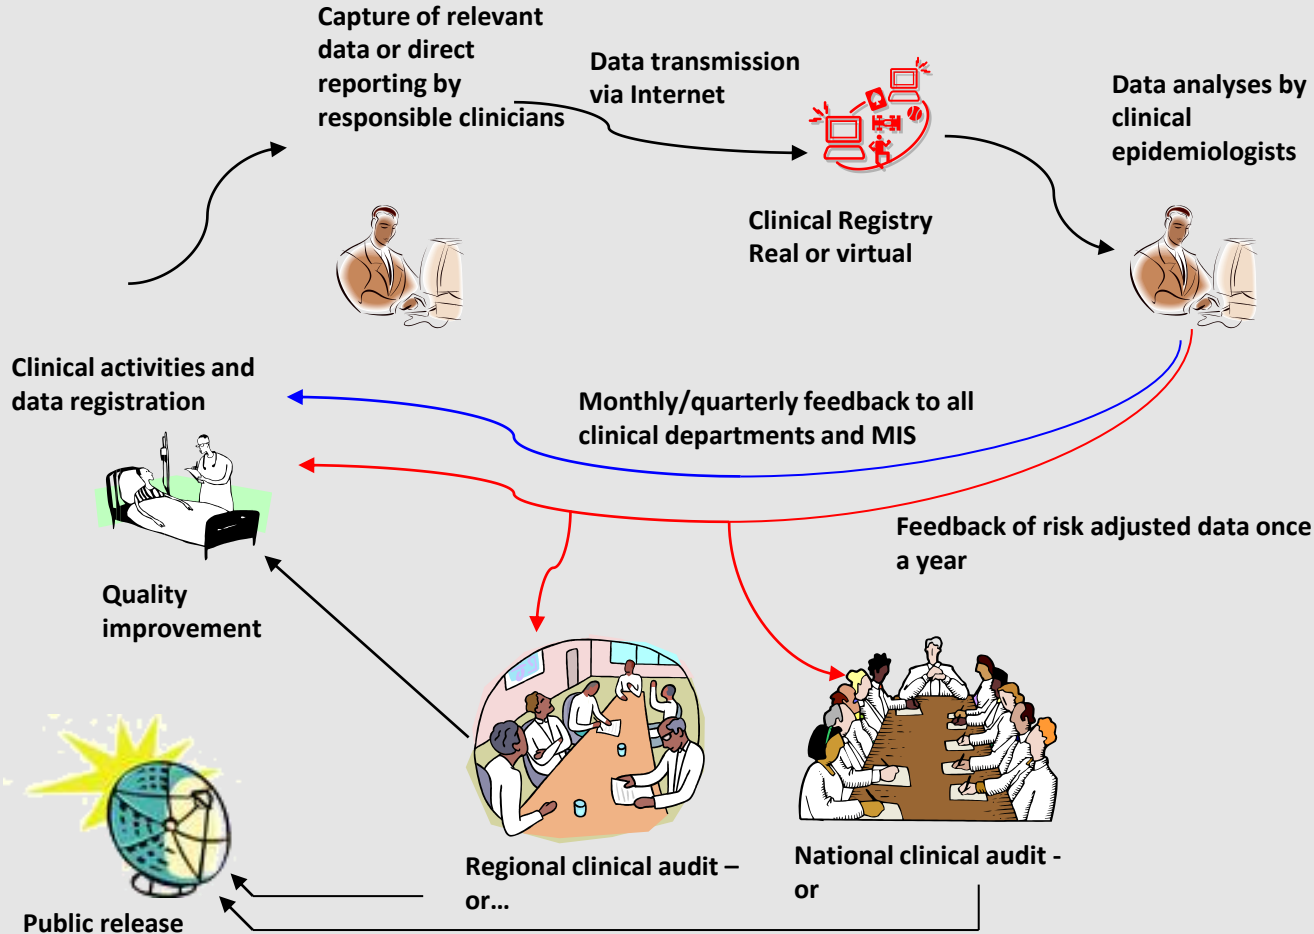 Capture of relevant
data or direct
reporting by
responsible clinicians
Data transmission
via Internet
Data analyses by
clinical
epidemiologists
Clinical Registry
Real or virtual
Clinical activities and
data registration
Monthly/quarterly feedback to all
clinical departments and MIS
Feedback of risk adjusted data once
a year
Quality
improvement
Regional clinical audit –
or...
National clinical audit -
or
Public release